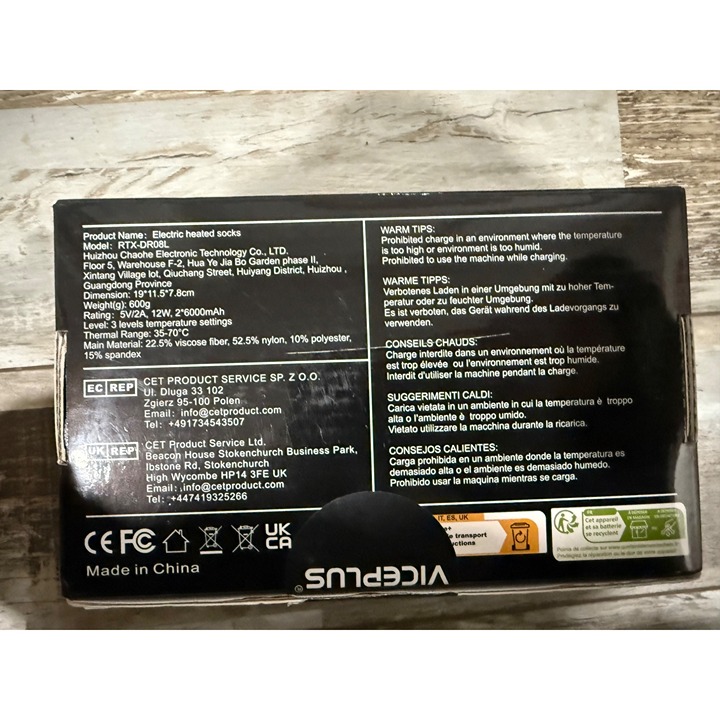 Product Name: Electric heated socks
Model: RTX-DR08L
Huizhou Chaohe Electronic Technology Co., LTD.
Floor 5, Warehouse F-2, Hua Ye Jia Bo Garden phase II,
Xintang Village lot, Qiuchang Street, Huiyang District, Huizhou ,
Guangdong Province
Dimension: 19*11.5*7.8cm
Weight(g): 600g
Rating : 5V/2A, 12W, 2*6000mAh
Level: 3 levels temperature settings
Thermal Range: 35-70°C
Main Material: 22.5% viscose fiber, 52.5% nylon, 10% polyester,
15% spandex
EC REP
CET PRODUCT SERVICE SP. Z O.O.
Ul. Dluga 33 102
Zgierz 95-100 Polen
Email: info@cetproduct.com
Tel: +491734543507
UK REP
CET Product Service Ltd.
Beacon House Stokenchurch Business Park,
Ibstone Rd, Stokenchurch
High Wycombe HP14 3FE UK
Email: info@cetproduct.com
Tel: +447419325266
CE FC UK CA
Made in China
WARM TIPS:
Prohibited charge in an environment where the temperature
is too high or environment is too humid.
Prohibited to use the machine while charging.
WARME TIPPS:
Verbotenes Laden in einer Umgebung mit zu hoher Tem-
peratur oder zu feuchter Umgebung.
Es ist verboten, das Gerät während des Ladevorgangs zu
verwenden.
CONSEILS CHAUDS:
Charge interdite dans un environnement où la température
est trop élevée ou l'environnement est trop humide.
Interdit d'utiliser la machine pendant la charge.
SUGGERIMENTI CALDI:
Carica vietata in un ambiente in cui la temperatura è troppo
alta o l'ambiente è troppo umido.
Vietato utilizzare la macchina durante la ricarica.
CONSEJOS CALIENTES:
Carga prohibida en un ambiente donde la temperatura es
demasiado alta o el ambiente es demasiado húmedo.
Prohibido usar la máquina mientras se carga.
IT, ES, UK
transport
FR
Cet appareil
et sa batterie
se recyclent
À DÉPOSER
EN MAGASIN
À DÉPOSER
EN DÉCHÈTERIE
VICEPLUS